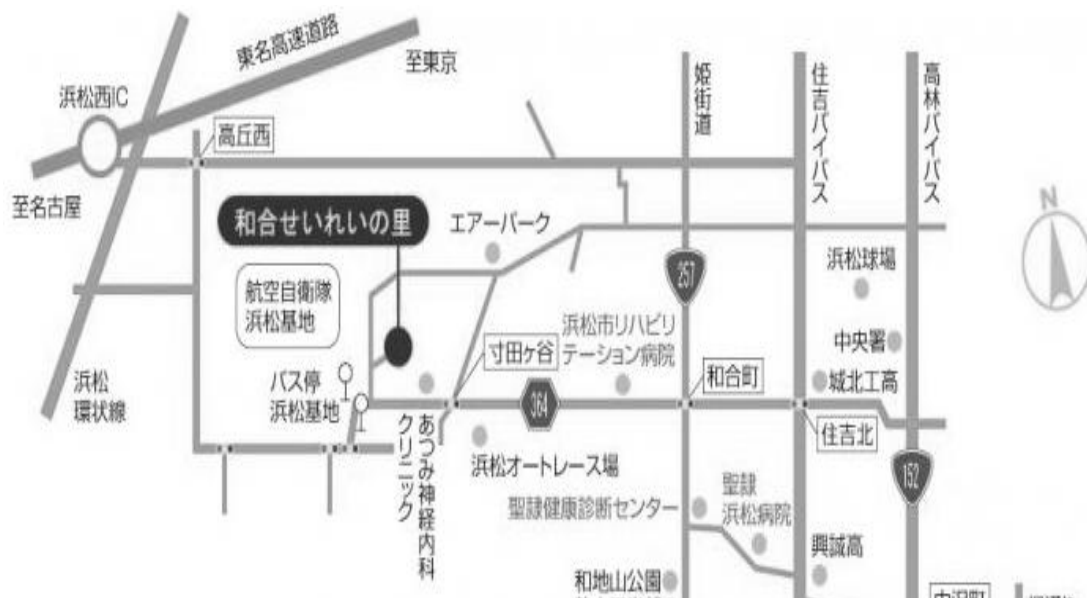 東名高速道路
至東京
浜松西IC
高丘西
至名古屋
姫街道
住吉バイパス
高林バイパス
N
和合せいれいの里
エアーパーク
航空自衛隊
浜松基地
257
浜松球場
浜松市リハビリ
テーション病院
中央署
寸田ヶ谷
和合町
城北工高
浜松
環状線
バス停
浜松基地
364
住吉北
あつみ神経内科
クリニック
浜松オートレース場
152
聖隷健康診断センター
聖隷
浜松病院
興誠高
和地山公園